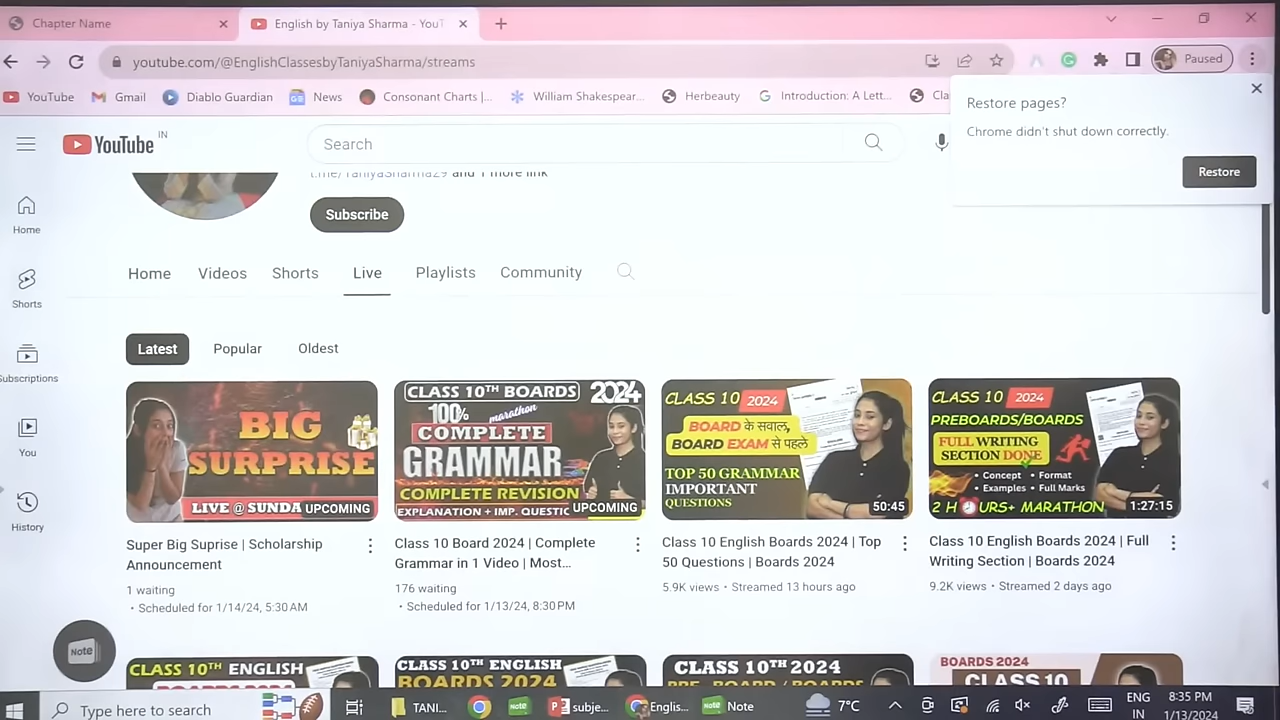 Chapter Name
English by Taniya Sharma - YouT
youtube.com/@EnglishClassesbyTaniyaSharma/streams
Paused
YouTube
Gmail
Diablo Guardian
News
Consonant Charts |...
William Shakespear...
Herbeauty
Introduction: A Lett...
Cla
Restore pages?
Chrome didn't shut down correctly.
Restore
YouTube IN
Search
t.me/TaniyaSharma29 and 1 more link
Subscribe
Home
Shorts
Subscriptions
You
History
Home
Videos
Shorts
Live
Playlists
Community
Latest
Popular
Oldest
BIG
SURPRISE
LIVE @ SUNDA
UPCOMING
Super Big Suprise | Scholarship
Announcement
1 waiting
• Scheduled for 1/14/24, 5:30 AM
CLASS 10TH BOARDS 2024
100% marathon
COMPLETE
GRAMMAR
COMPLETE REVISION
EXPLANATION + IMP. QUESTIC
UPCOMING
Class 10 Board 2024 | Complete
Grammar in 1 Video | Most...
176 waiting
• Scheduled for 1/13/24, 8:30 PM
CLASS 10 2024
BOARD के सवाल,
BOARD EXAM से पहले
TOP 50 GRAMMAR
IMPORTANT
QUESTIONS
50:45
Class 10 English Boards 2024 | Top
50 Questions | Boards 2024
5.9K views • Streamed 13 hours ago
CLASS 10 2024
PREBOARDS/BOARDS
FULL WRITING
SECTION DONE
• Concept • Format
• Examples • Full Marks
2 H URS+ MARATHON
1:27:15
Class 10 English Boards 2024 | Full
Writing Section | Boards 2024
9.2K views • Streamed 2 days ago
Note
CLASS 10TH ENGLISH
BOARDS 2024
CLASS 10TH ENGLISH
BOARDS 2024
CLASS 10TH 2024
PRE-BOARD/BOARDS
BOARDS 2024
CLASS 10
Type here to search
TANI...
Note
subje...
Englis...
Note
7°C
ENG
IN
8:35 PM
1/13/2024